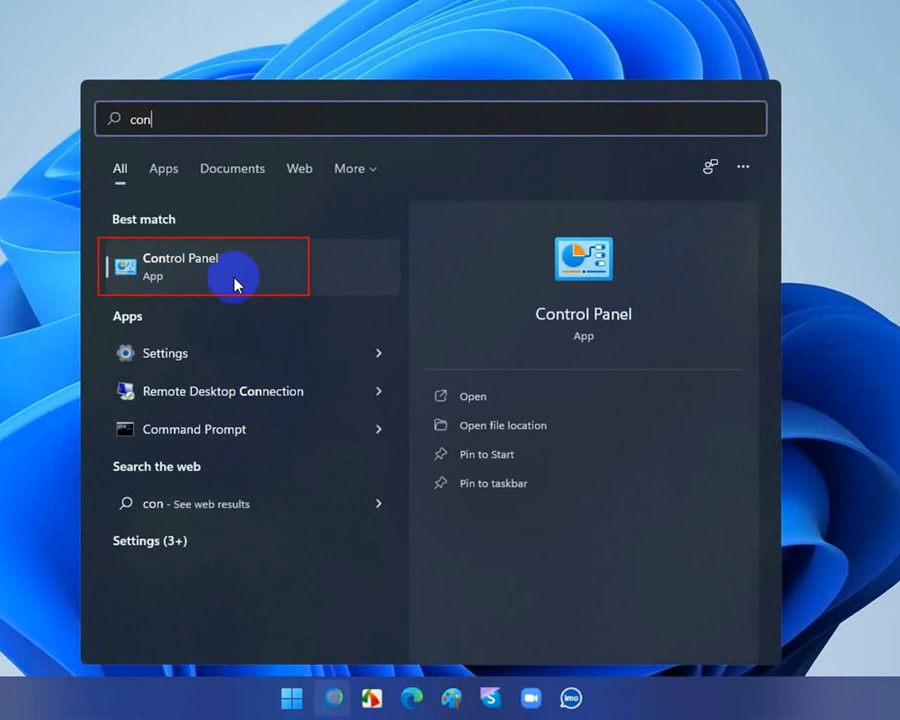 con
All Apps Documents Web More
Best match
Control Panel
App
Apps
Settings
Remote Desktop Connection
Command Prompt
Search the web
con - See web results
Settings (3+)
Control Panel
App
Open
Open file location
Pin to Start
Pin to taskbar
imo